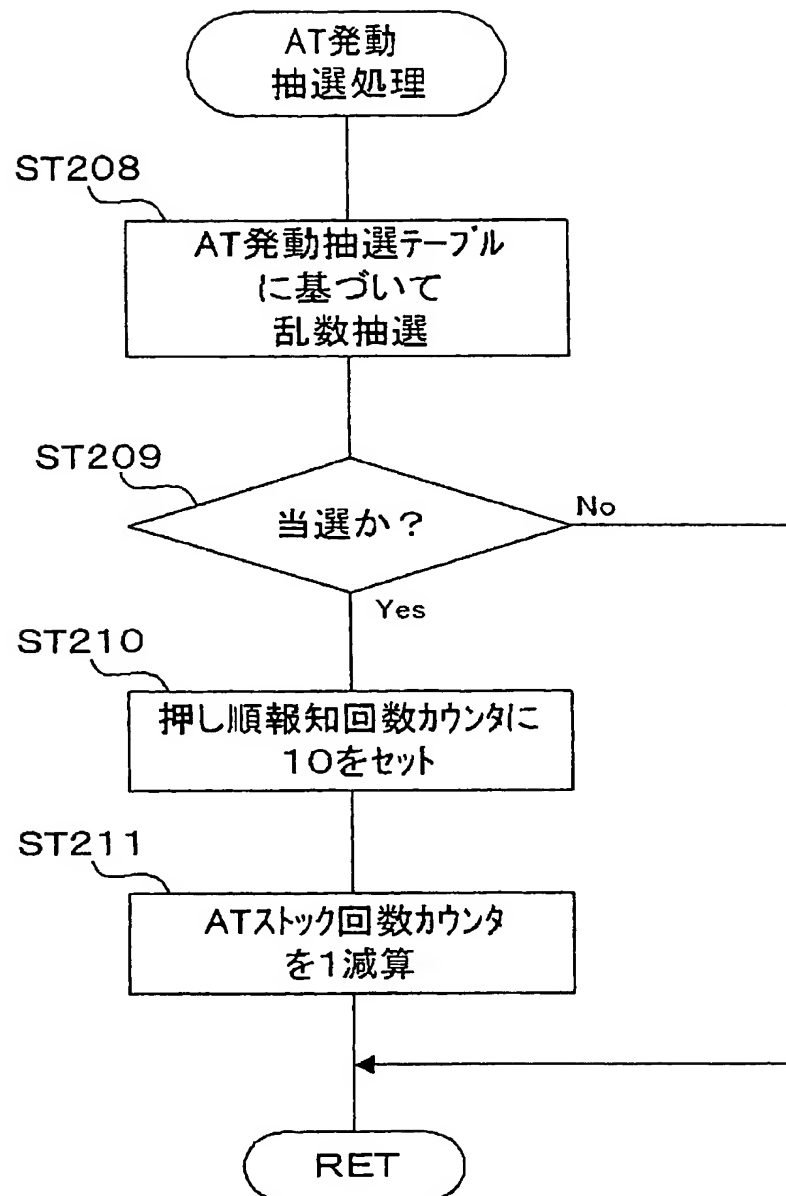 AT発動
抽選処理
ST208
AT発動抽選テーブル
に基づいて
乱数抽選
ST209
当選か？
No
Yes
ST210
押し順報知回数カウンタに
10をセット
ST211
ATストック回数カウンタ
を1減算
RET